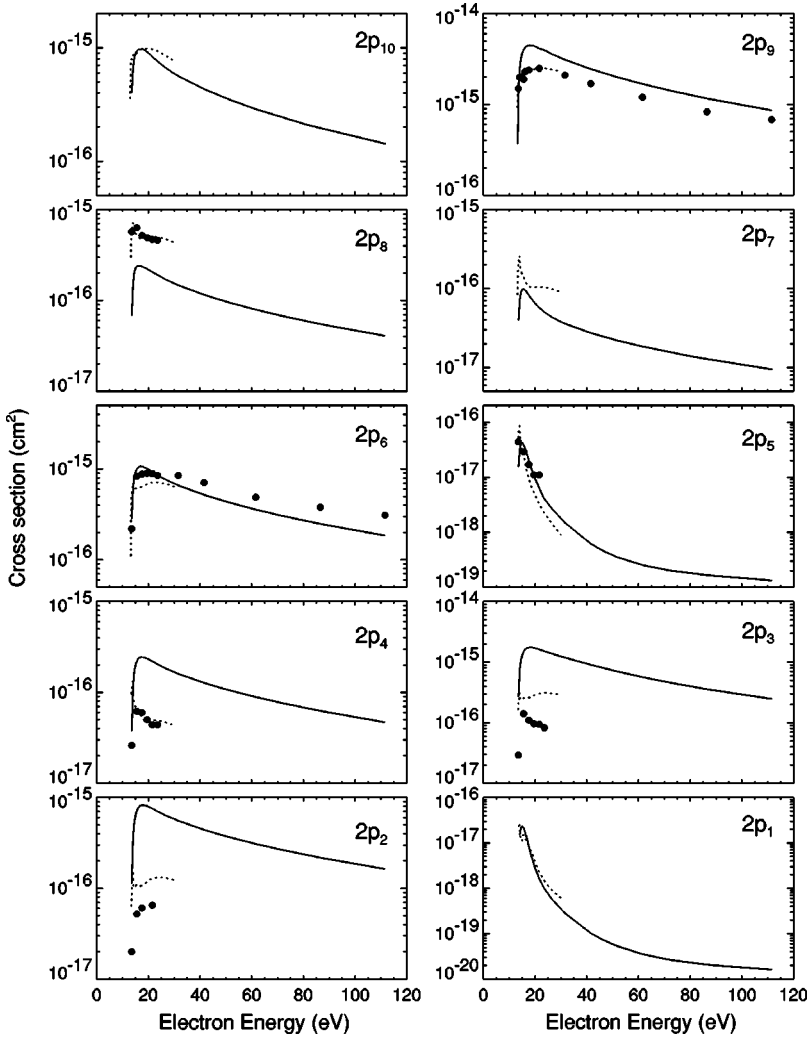 2p₁₀
10⁻¹⁵
10⁻¹⁶
2p₉
10⁻¹⁴
10⁻¹⁵
10⁻¹⁶
2p₈
10⁻¹⁵
10⁻¹⁶
10⁻¹⁷
2p₇
10⁻¹⁶
10⁻¹⁷
Cross section (cm²)
2p₆
10⁻¹⁵
10⁻¹⁶
2p₅
10⁻¹⁶
10⁻¹⁷
10⁻¹⁸
10⁻¹⁹
2p₄
10⁻¹⁵
10⁻¹⁶
10⁻¹⁷
2p₃
10⁻¹⁴
10⁻¹⁵
10⁻¹⁶
10⁻¹⁷
2p₂
10⁻¹⁵
10⁻¹⁶
10⁻¹⁷
2p₁
10⁻¹⁶
10⁻¹⁷
10⁻¹⁸
10⁻¹⁹
10⁻²⁰
0 20 40 60 80 100 120
0 20 40 60 80 100 120
Electron Energy (eV)
Electron Energy (eV)